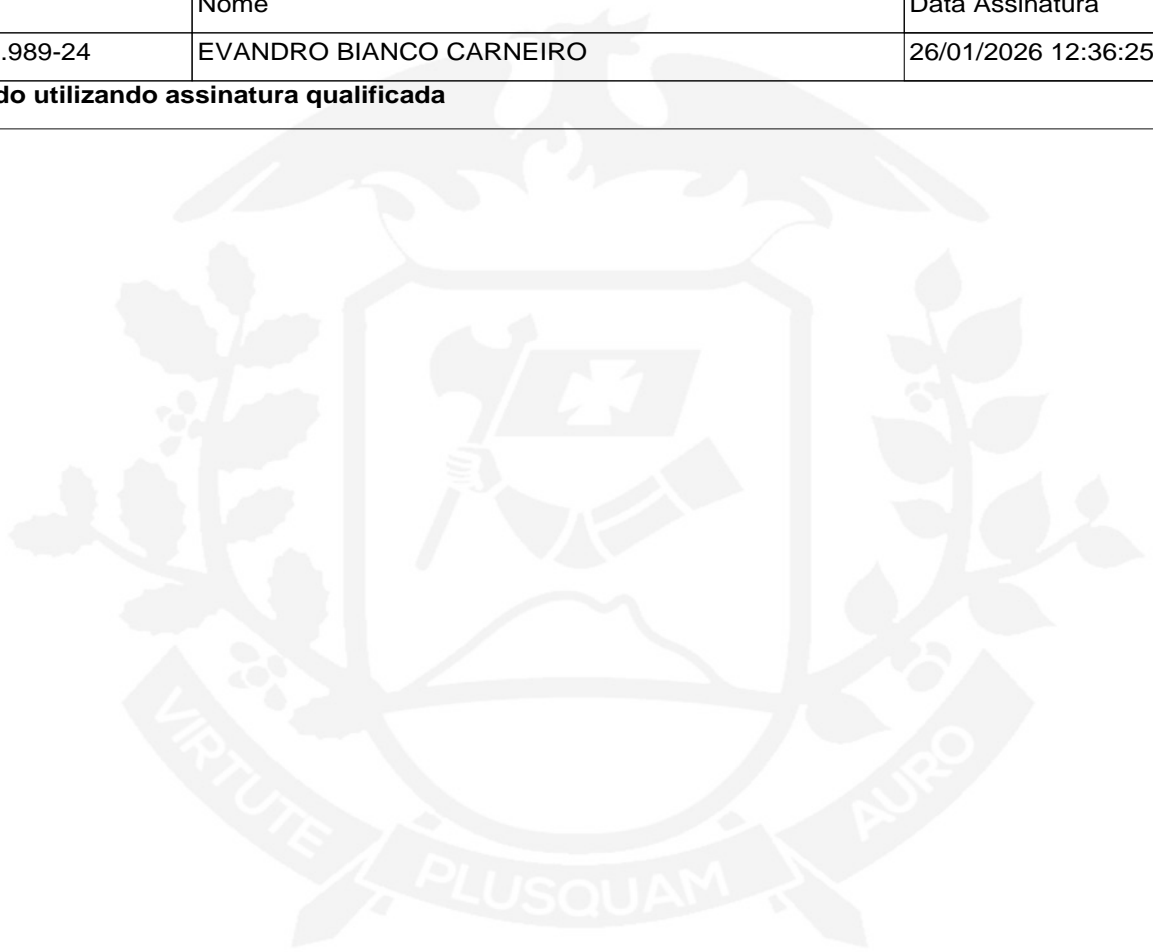 Nome Data Assinatura
.989-24 EVANDRO BIANCO CARNEIRO 26/01/2026 12:36:25
do utilizando assinatura qualificada
VIRTUTE PLUSQUAM AURO